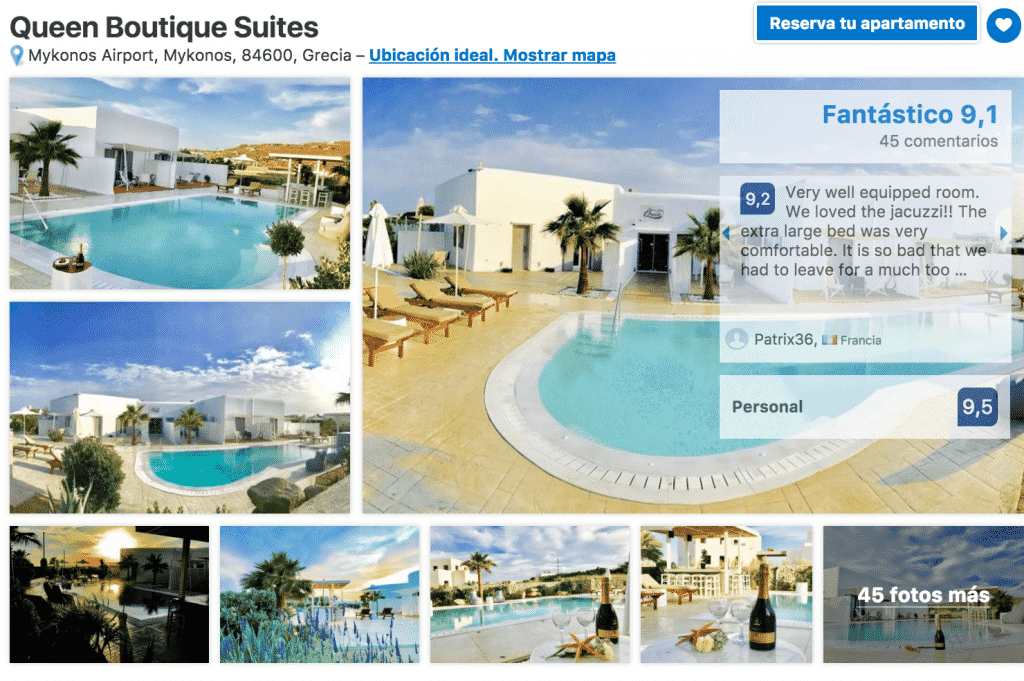 Queen Boutique Suites
Reserva tu apartamento
Mykonos Airport, Mykonos, 84600, Grecia – Ubicación ideal. Mostrar mapa
Fantástico 9,1
45 comentarios
9,2 Very well equipped room.
We loved the jacuzzi!! The
extra large bed was very
comfortable. It is so bad that we
had to leave for a much too ...
Patrix36, Francia
Personal 9,5
45 fotos más